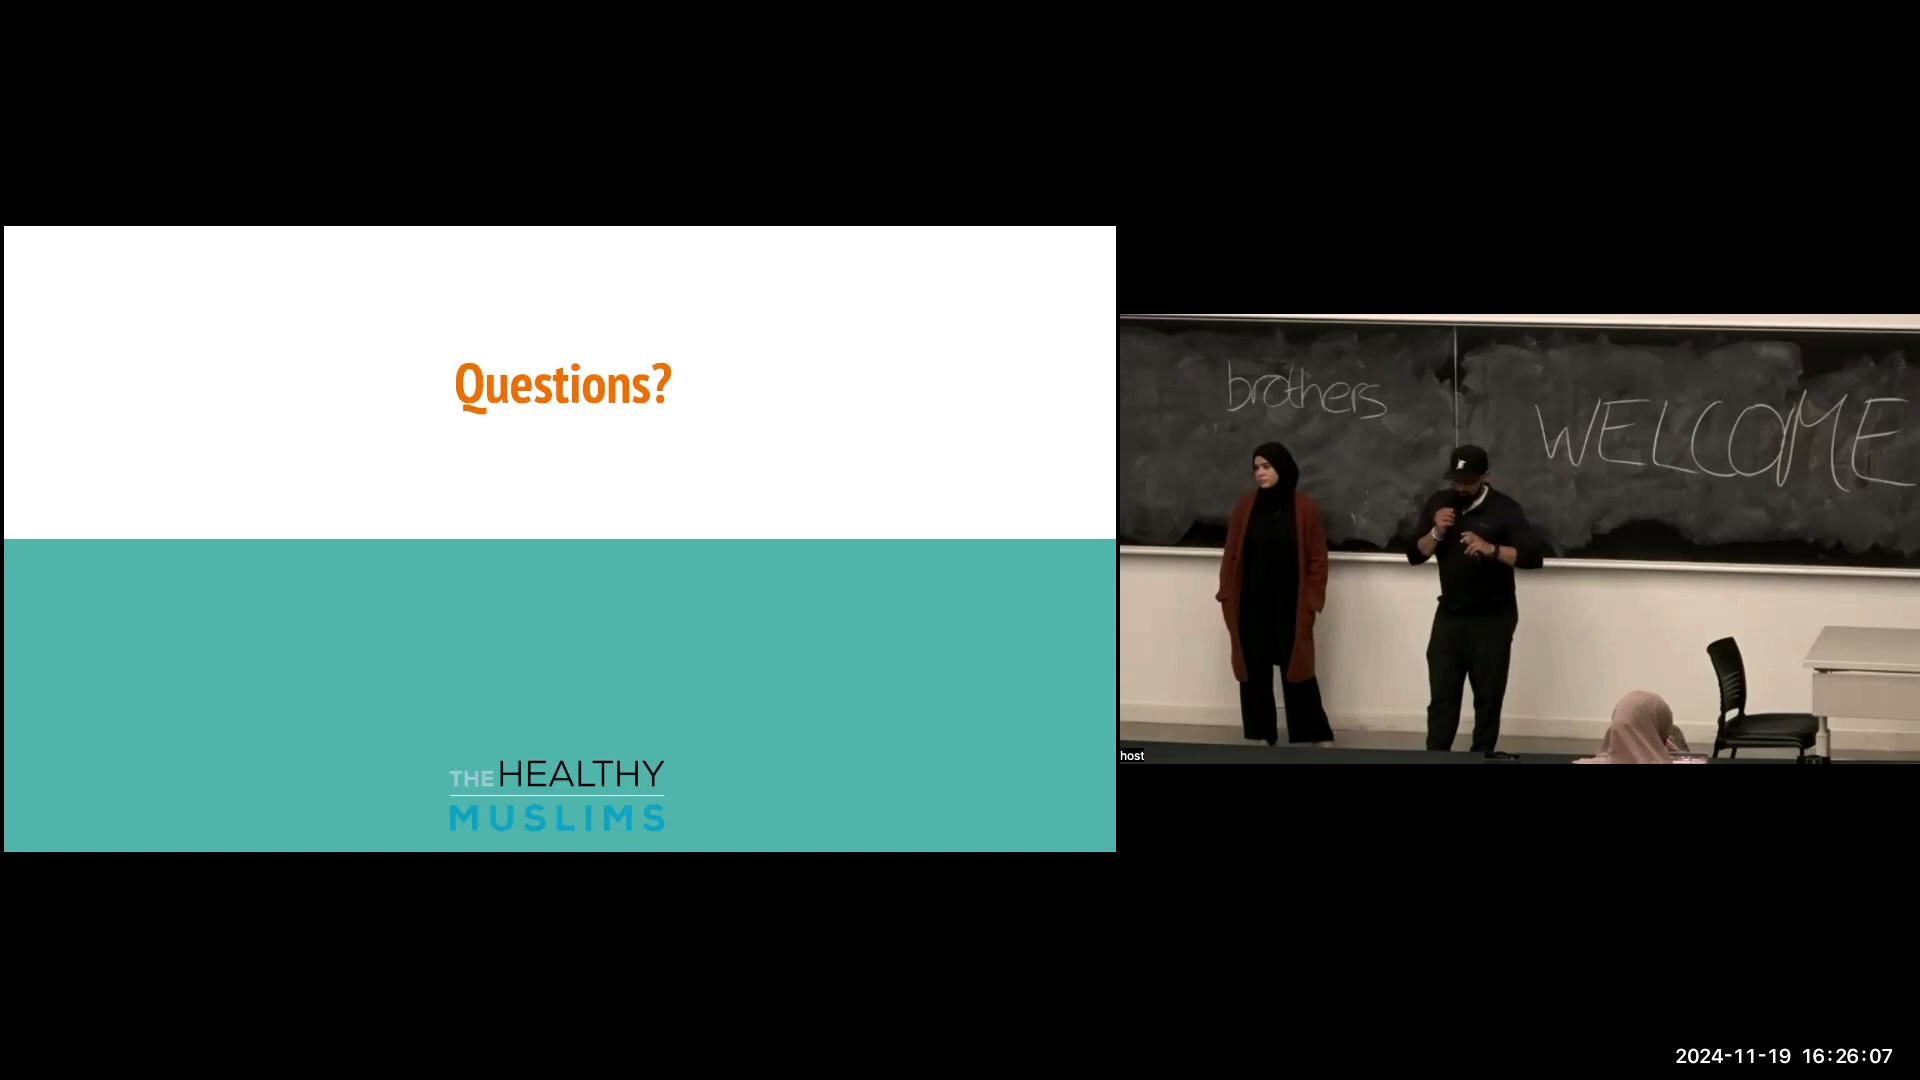 Questions?
THE HEALTHY
MUSLIMS
brothers
WELCOME
host
2024-11-19 16:26:07